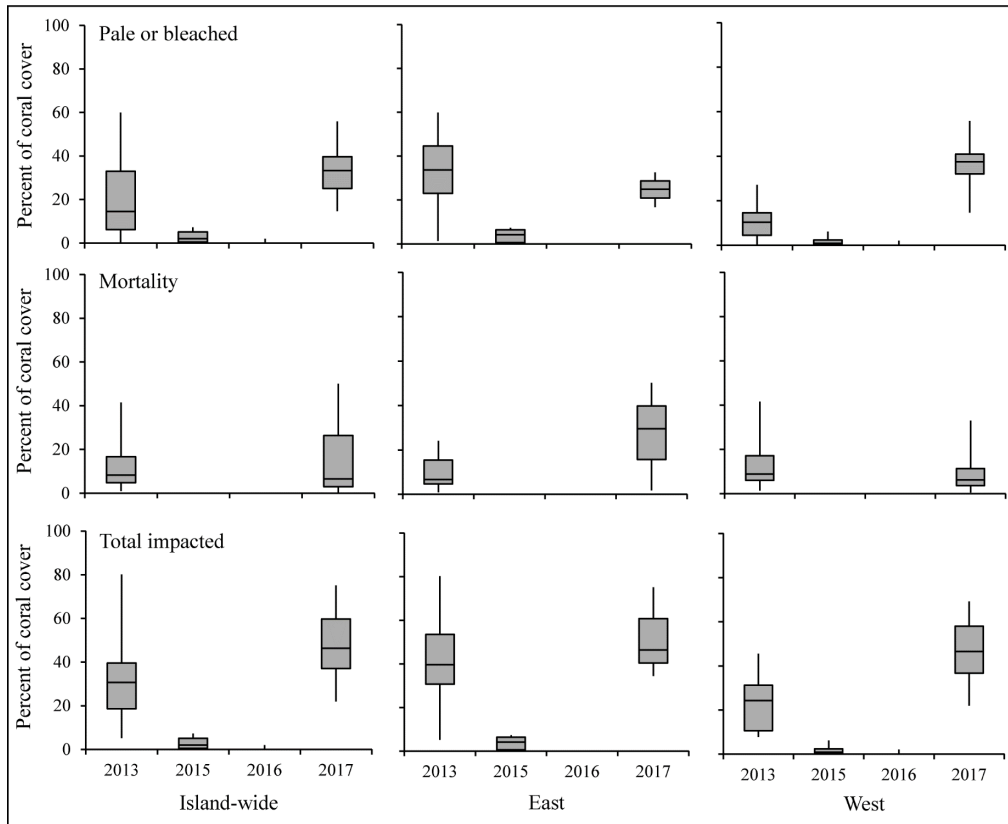 Pale or bleached
Percent of coral cover
100
80
60
40
20
0
Mortality
Percent of coral cover
100
80
60
40
20
0
Total impacted
Percent of coral cover
100
80
60
40
20
0
2013 2015 2016 2017 2013 2015 2016 2017 2013 2015 2016 2017
Island-wide East West